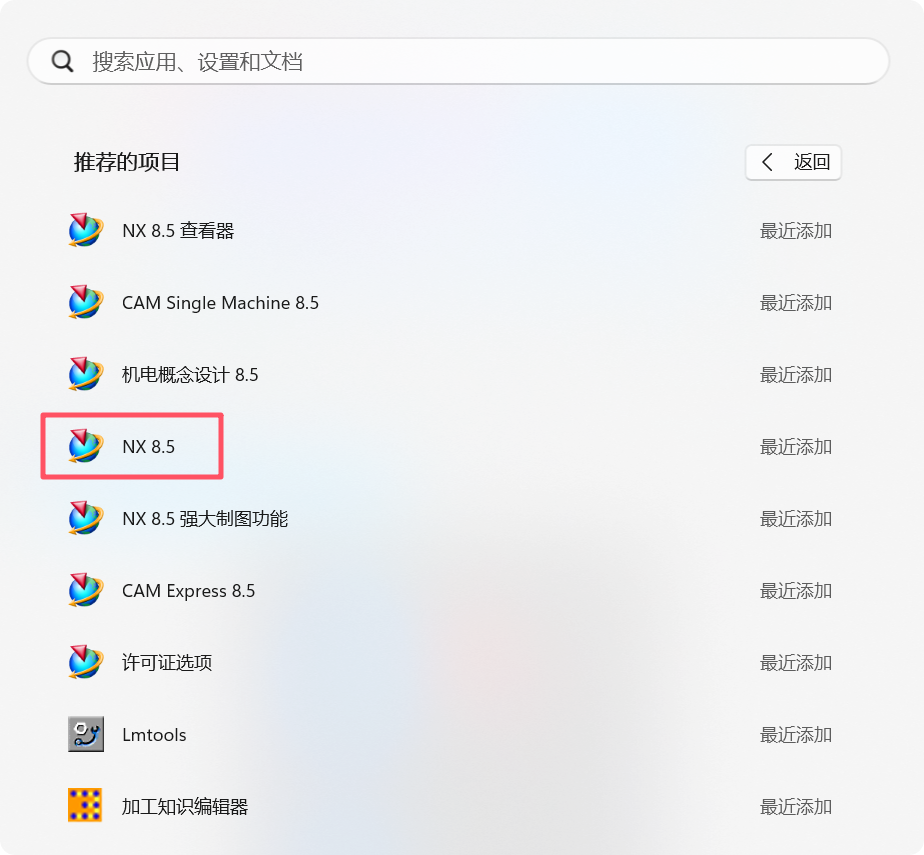 搜索应用、设置和文档
推荐的项目 返回
NX 8.5 查看器 最近添加
CAM Single Machine 8.5 最近添加
机电概念设计 8.5 最近添加
NX 8.5 最近添加
NX 8.5 强大制图功能 最近添加
CAM Express 8.5 最近添加
许可证选项 最近添加
Lmtools 最近添加
加工知识编辑器 最近添加